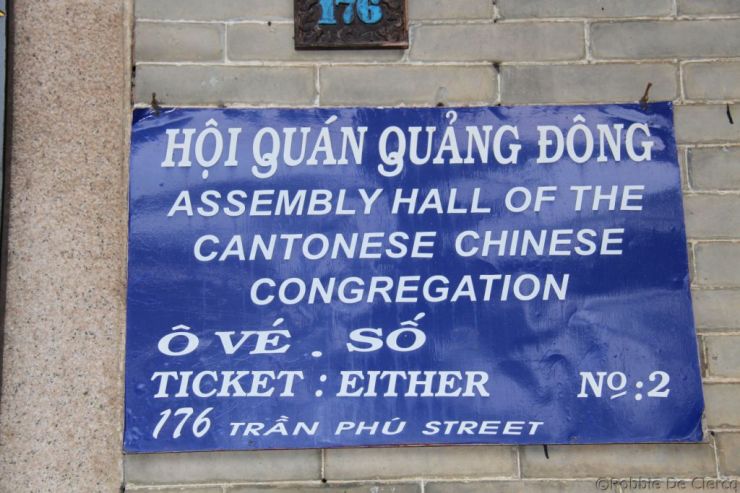 176
HỘI QUÁN QUẢNG ĐÔNG
ASSEMBLY HALL OF THE
CANTONESE CHINESE
CONGREGATION
Ô VÉ . SỐ
TICKET : EITHER Nº : 2
176 TRẦN PHÚ STREET
©Robbie De Clercq